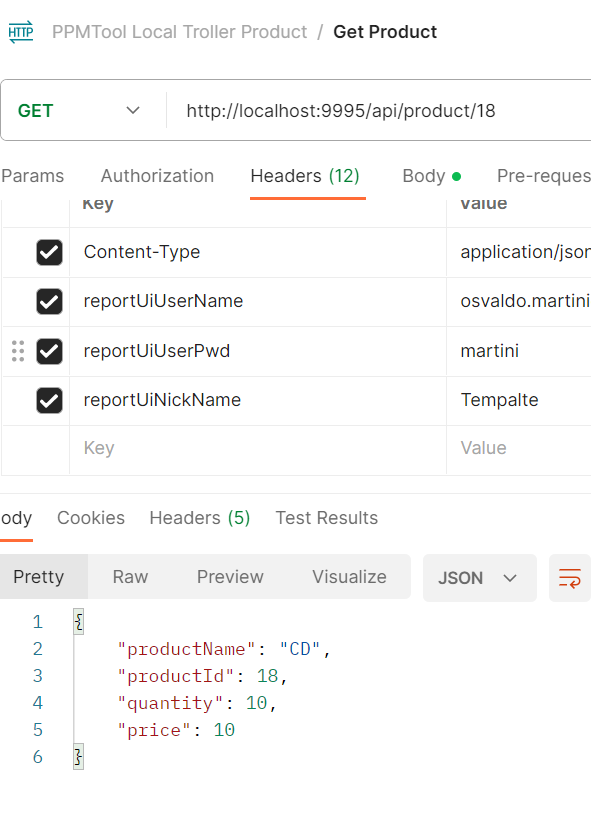 HTTP PPMTool Local Troller Product / Get Product
GET http://localhost:9995/api/product/18
Params Authorization Headers (12) Body Pre-reques
Key Value
Content-Type application/json
reportUiUserName osvaldo.martini
reportUiUserPwd martini
reportUiNickName Tempalte
Key Value
ody Cookies Headers (5) Test Results
Pretty Raw Preview Visualize JSON
1 {
2 "productName": "CD",
3 "productId": 18,
4 "quantity": 10,
5 "price": 10
6 }